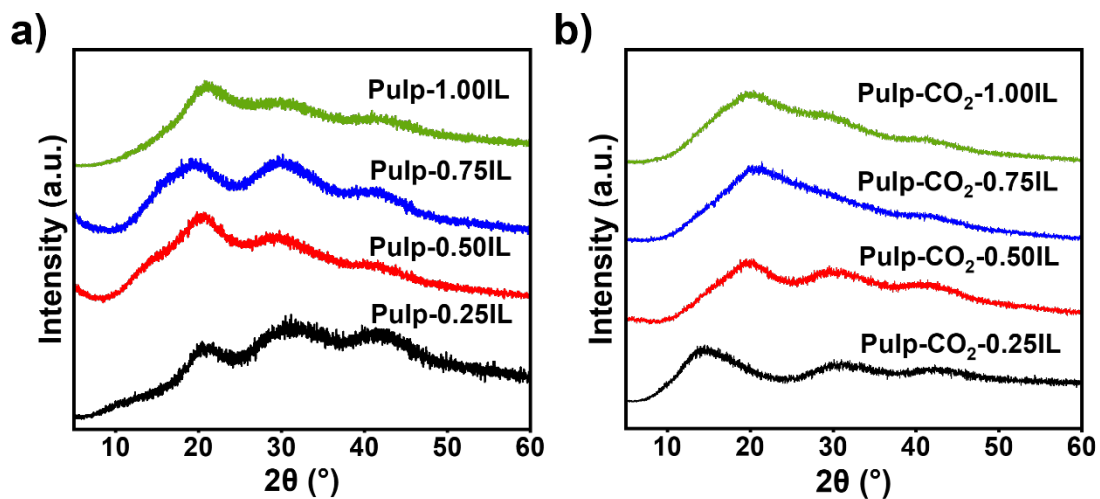 a)
Intensity (a.u.)
Pulp-1.00IL
Pulp-0.75IL
Pulp-0.50IL
Pulp-0.25IL
10 20 30 40 50 60
2θ (°)
b)
Intensity (a.u.)
Pulp-CO₂-1.00IL
Pulp-CO₂-0.75IL
Pulp-CO₂-0.50IL
Pulp-CO₂-0.25IL
10 20 30 40 50 60
2θ (°)